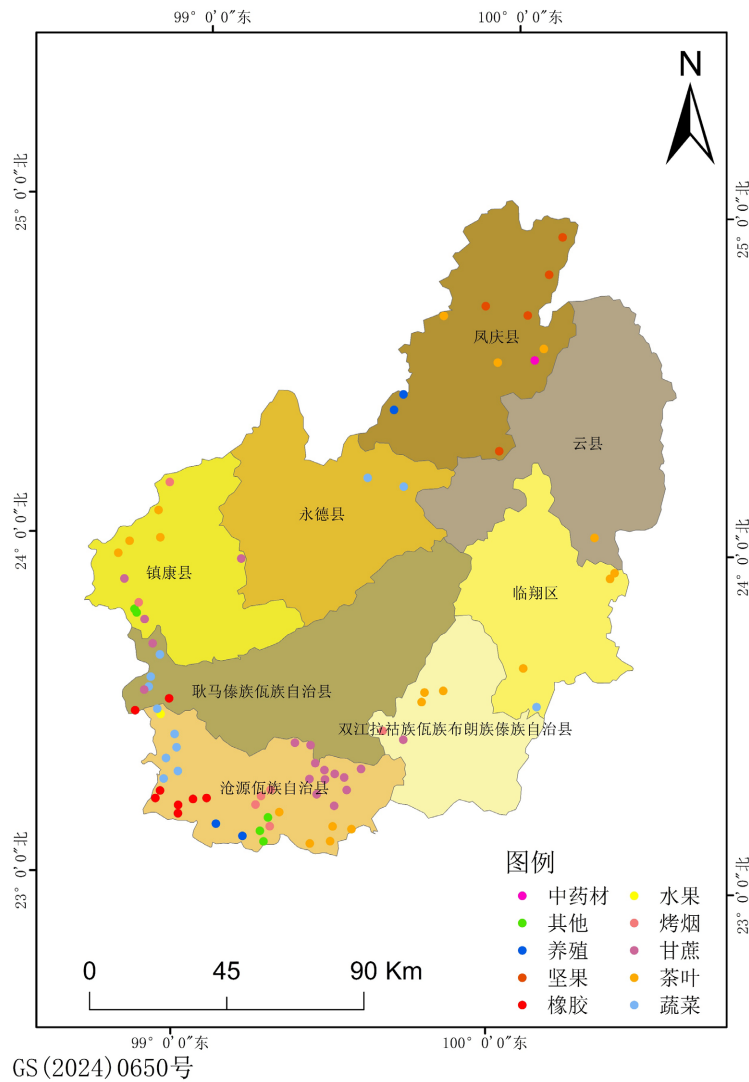 99° 0′0″东 100° 0′0″东
N
25° 0′0″北
25° 0′0″北
凤庆县
云县
永德县
24° 0′0″北
24° 0′0″北
镇康县
临翔区
耿马傣族佤族自治县
双江拉祜族佤族布朗族傣族自治县
沧源佤族自治县
23° 0′0″北
23° 0′0″北
图例
中药材 水果
其他 烤烟
养殖 甘蔗
坚果 茶叶
橡胶 蔬菜
0 45 90 Km
99° 0′0″东 100° 0′0″东
GS(2024)0650号